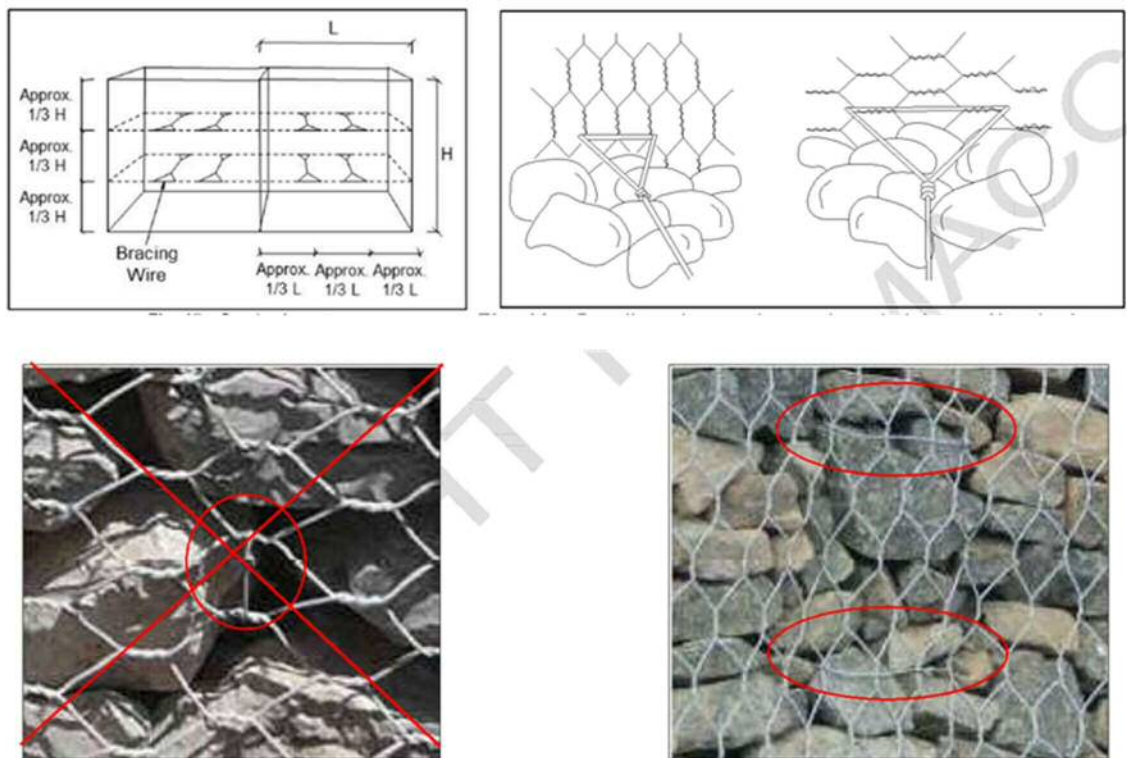 L
Approx.
1/3 H
Approx.
1/3 H
Approx.
1/3 H
H
Bracing
Wire
Approx.
1/3 L
Approx.
1/3 L
Approx.
1/3 L
MACC